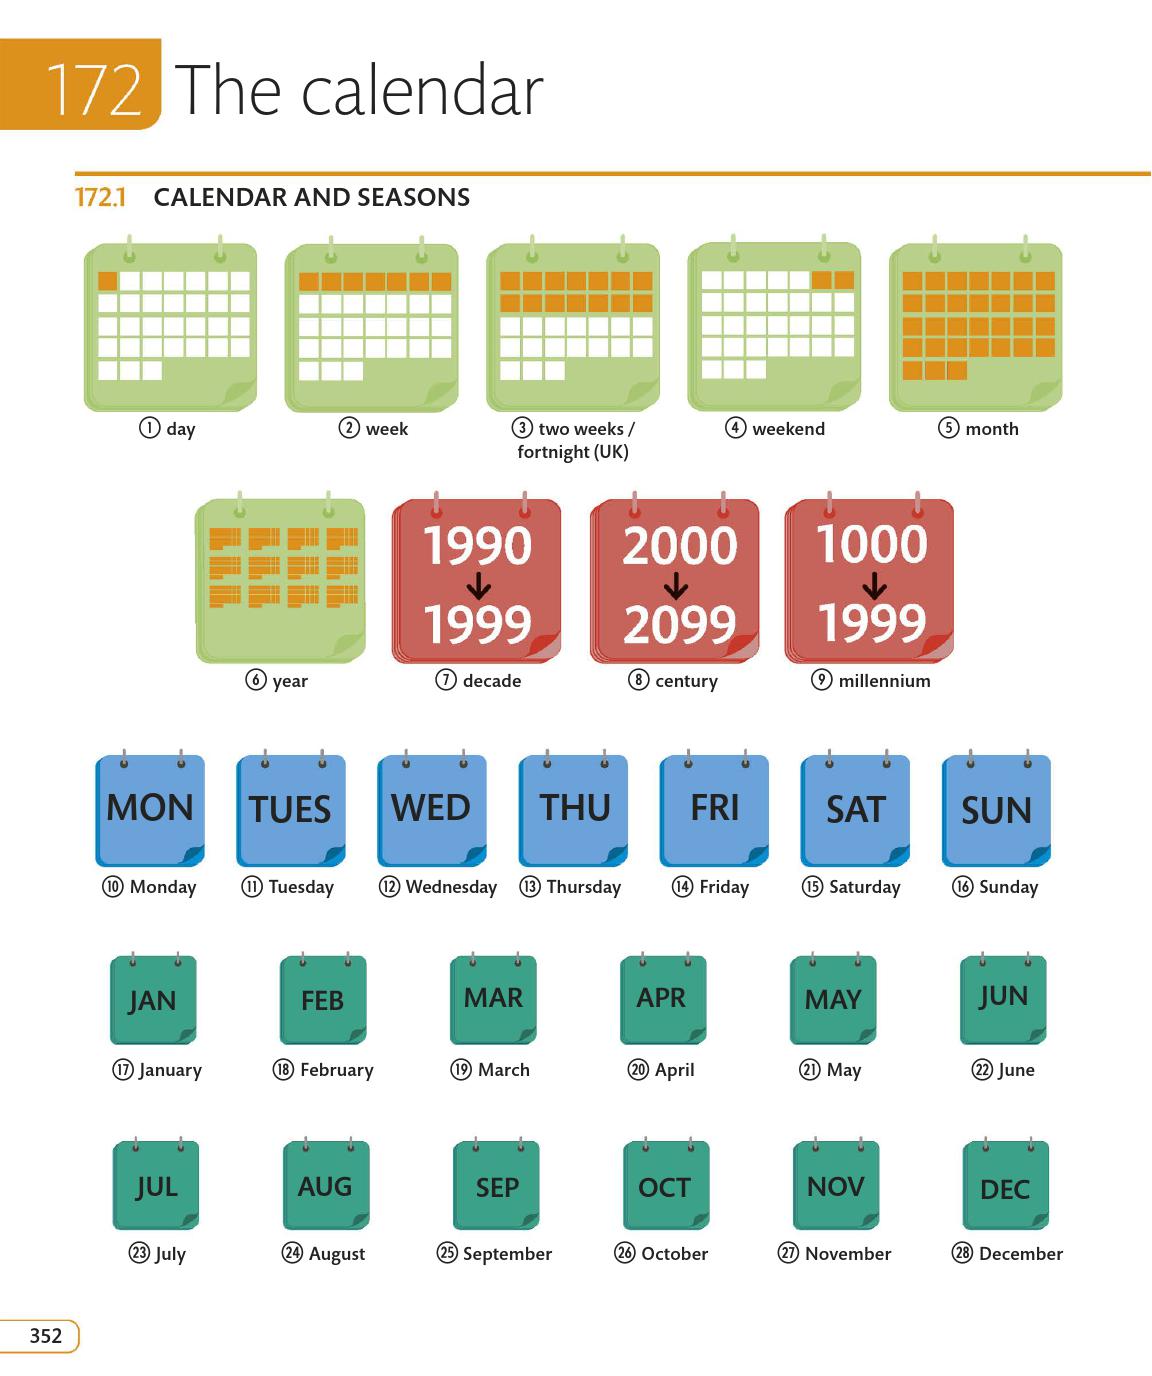 172 The calendar
172.1 CALENDAR AND SEASONS
1 day
2 week
3 two weeks /
fortnight (UK)
4 weekend
5 month
1990
1999
2000
2099
1000
1999
6 year
7 decade
8 century
9 millennium
MON
TUES
WED
THU
FRI
SAT
SUN
10 Monday
11 Tuesday
12 Wednesday
13 Thursday
14 Friday
15 Saturday
16 Sunday
JAN
FEB
MAR
APR
MAY
JUN
17 January
18 February
19 March
20 April
21 May
22 June
JUL
AUG
SEP
OCT
NOV
DEC
23 July
24 August
25 September
26 October
27 November
28 December
352